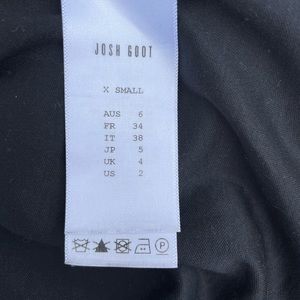 JOSH GOOT
X SMALL
AUS 6
FR 34
IT 38
JP 5
UK 4
US 2
P